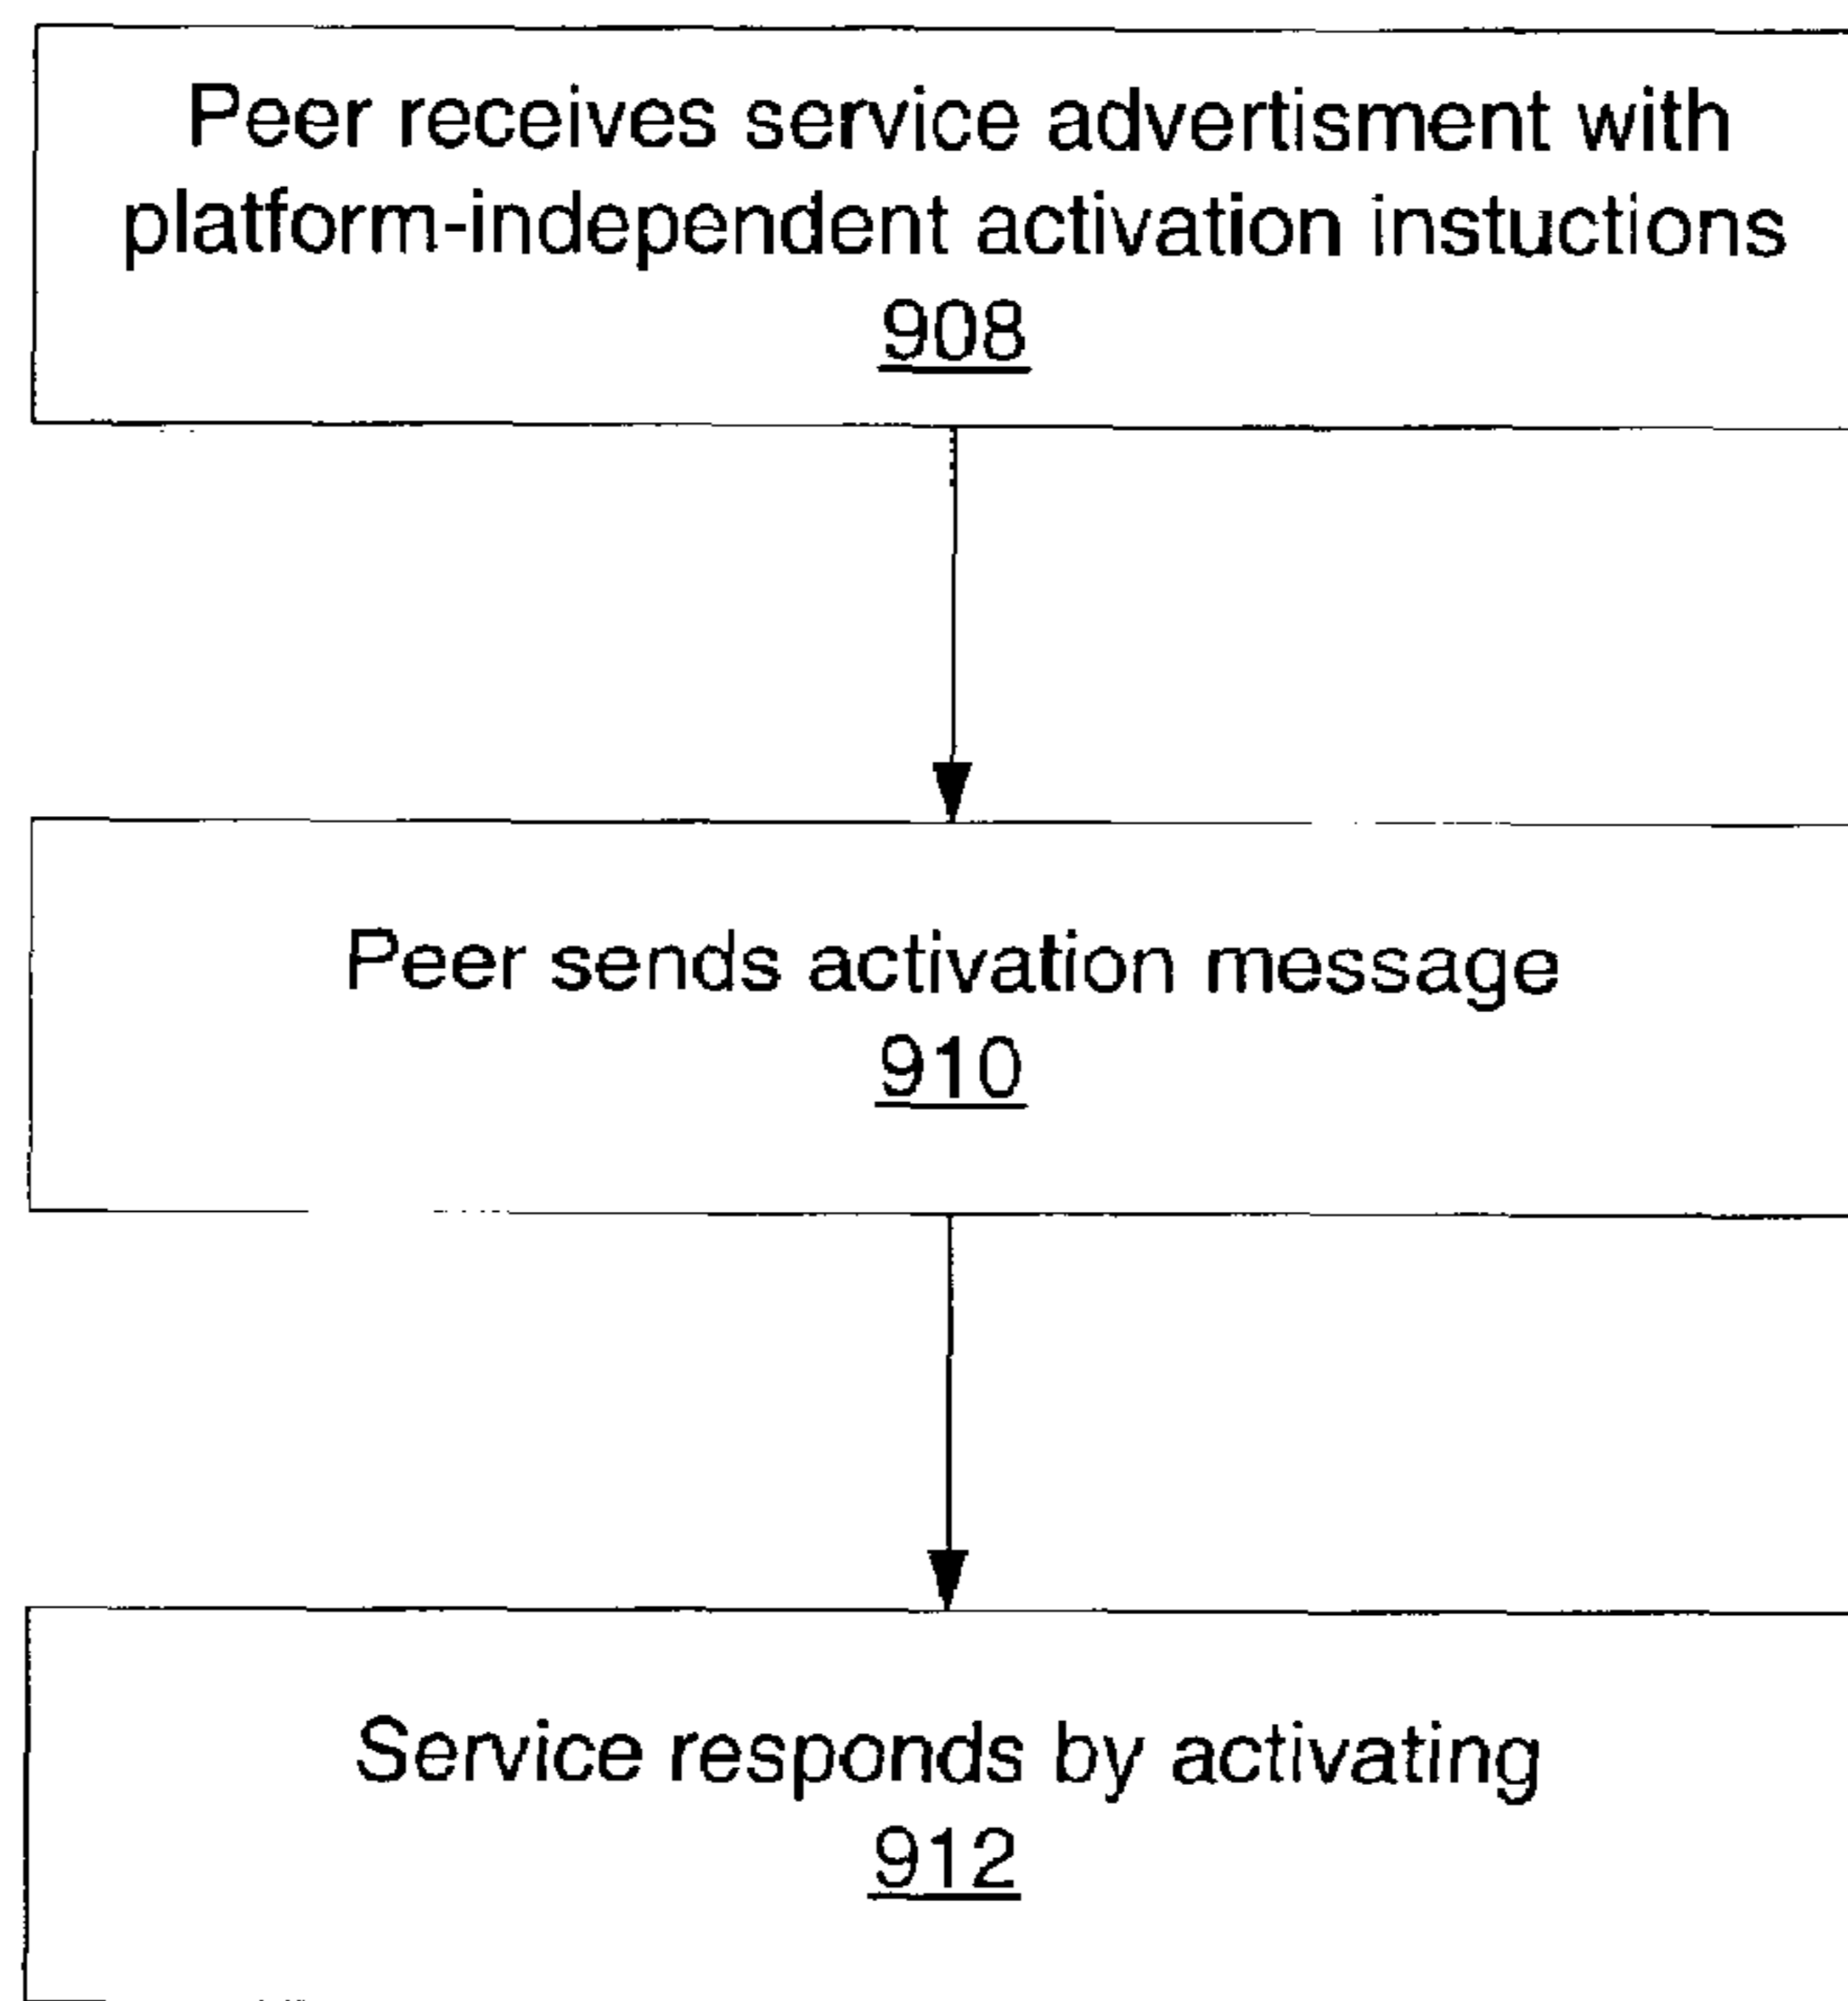 Peer receives service advertisment with
platform-independent activation instuctions
908
Peer sends activation message
910
Service responds by activating
912